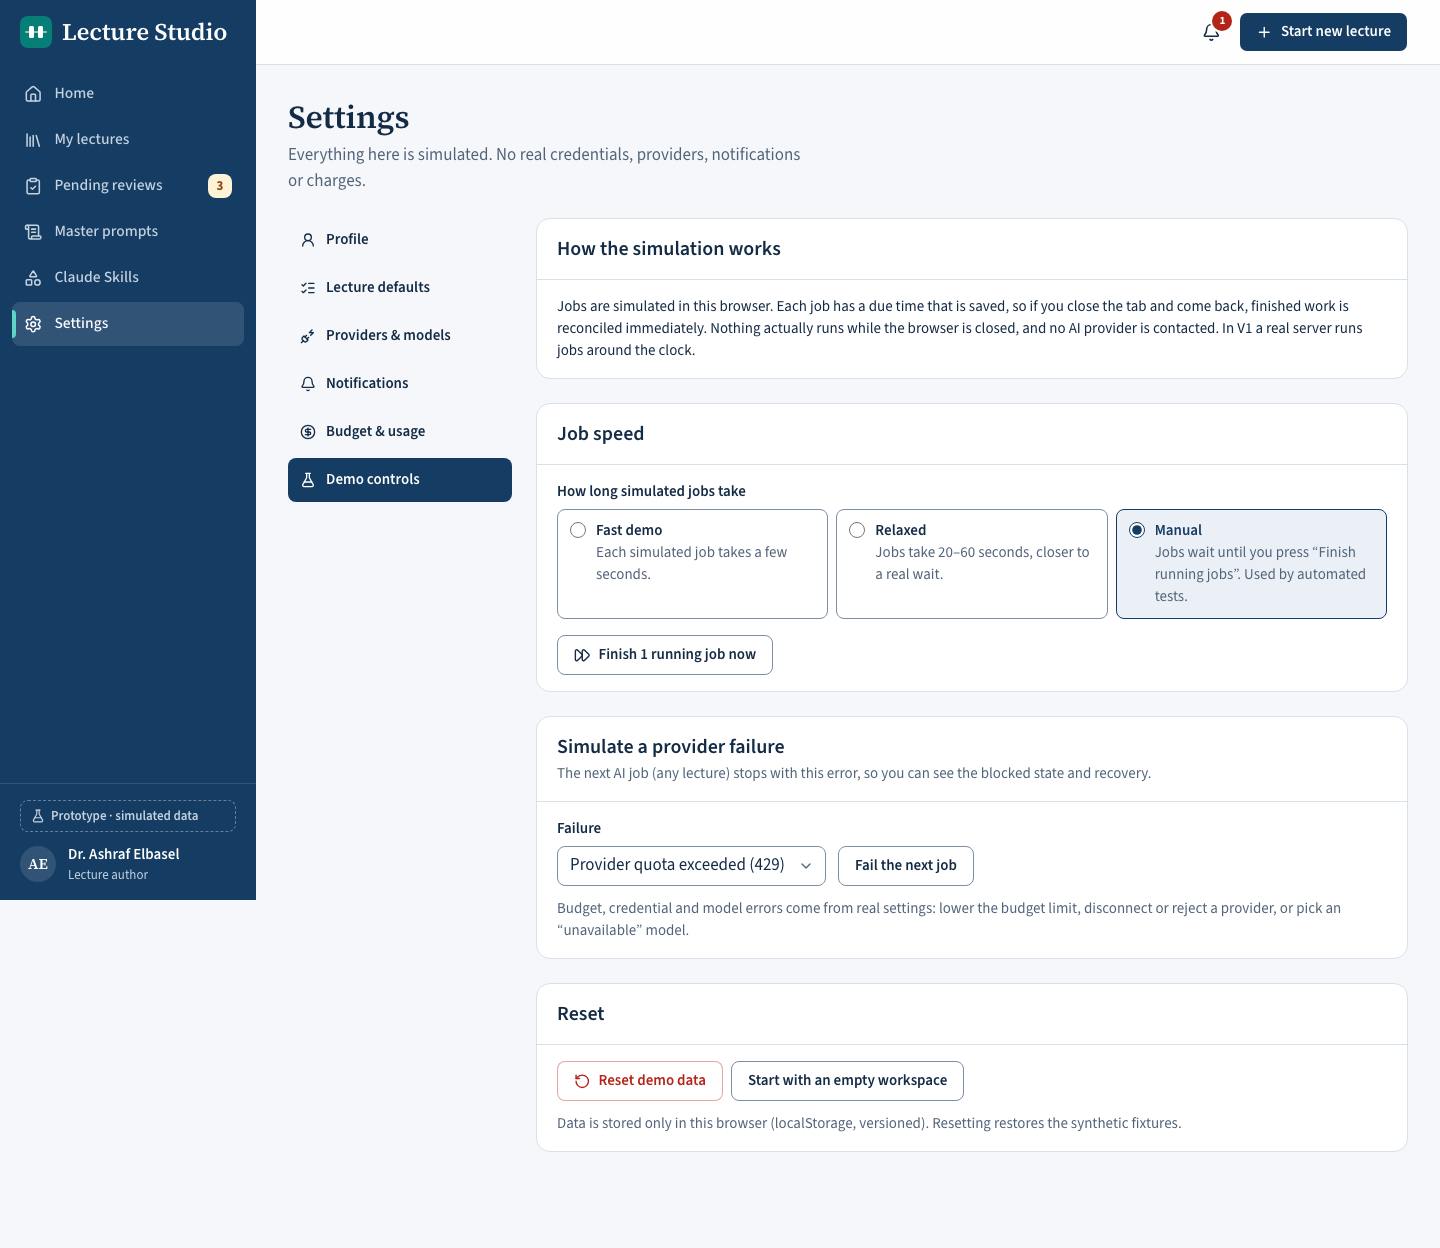 Lecture Studio
Home
My lectures
Pending reviews
3
Master prompts
Claude Skills
Settings
Prototype · simulated data
AE
Dr. Ashraf Elbasel
Lecture author
1
Start new lecture
Settings
Everything here is simulated. No real credentials, providers, notifications
or charges.
Profile
Lecture defaults
Providers & models
Notifications
Budget & usage
Demo controls
How the simulation works
Jobs are simulated in this browser. Each job has a due time that is saved, so if you close the tab and come back, finished work is
reconciled immediately. Nothing actually runs while the browser is closed, and no AI provider is contacted. In V1 a real server runs
jobs around the clock.
Job speed
How long simulated jobs take
Fast demo
Each simulated job takes a few
seconds.
Relaxed
Jobs take 20–60 seconds, closer to
a real wait.
Manual
Jobs wait until you press “Finish
running jobs”. Used by automated
tests.
Finish 1 running job now
Simulate a provider failure
The next AI job (any lecture) stops with this error, so you can see the blocked state and recovery.
Failure
Provider quota exceeded (429)
Fail the next job
Budget, credential and model errors come from real settings: lower the budget limit, disconnect or reject a provider, or pick an
“unavailable” model.
Reset
Reset demo data
Start with an empty workspace
Data is stored only in this browser (localStorage, versioned). Resetting restores the synthetic fixtures.